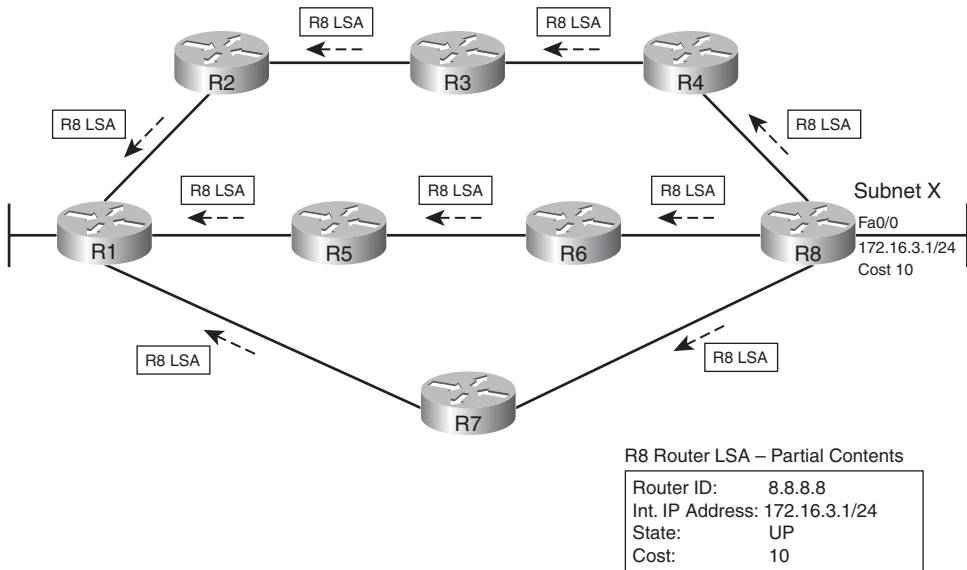 R8 LSA
R8 LSA
R2
R3
R4
R8 LSA
R8 LSA
R8 LSA
R8 LSA
R8 LSA
Subnet X
Fa0/0
R1
R5
R6
R8
172.16.3.1/24
Cost 10
R8 LSA
R8 LSA
R7
R8 Router LSA – Partial Contents
Router ID: 8.8.8.8
Int. IP Address: 172.16.3.1/24
State: UP
Cost: 10